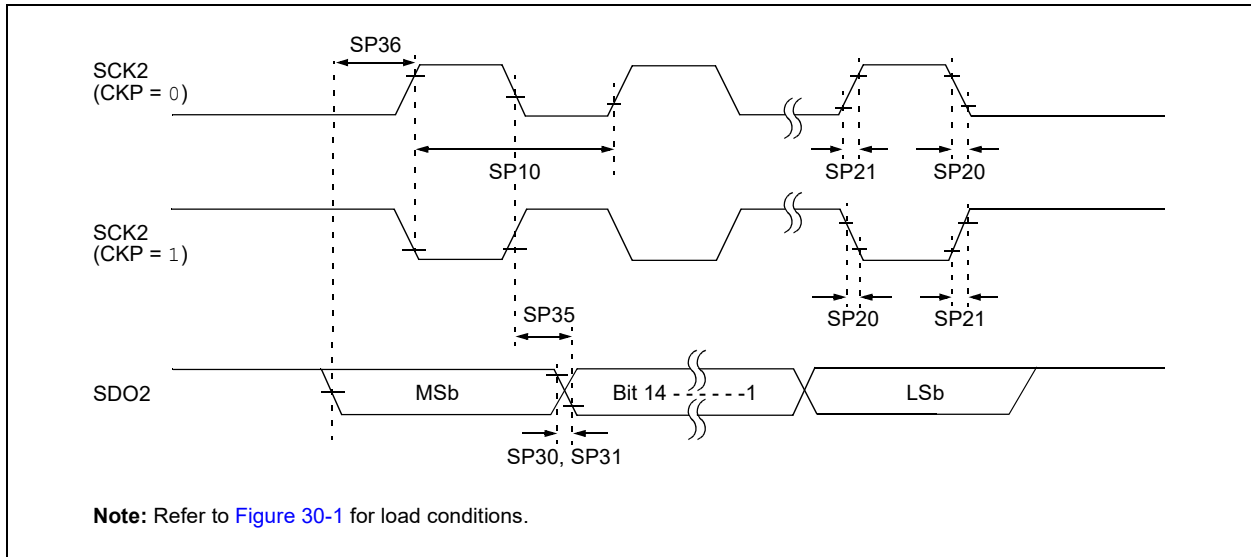 SP36
SCK2
(CKP = 0)
SP10
SP21
SP20
SCK2
(CKP = 1)
SP35
SP20
SP21
SDO2
MSb
Bit 14 - - - - - -1
LSb
SP30, SP31
Note: Refer to Figure 30-1 for load conditions.